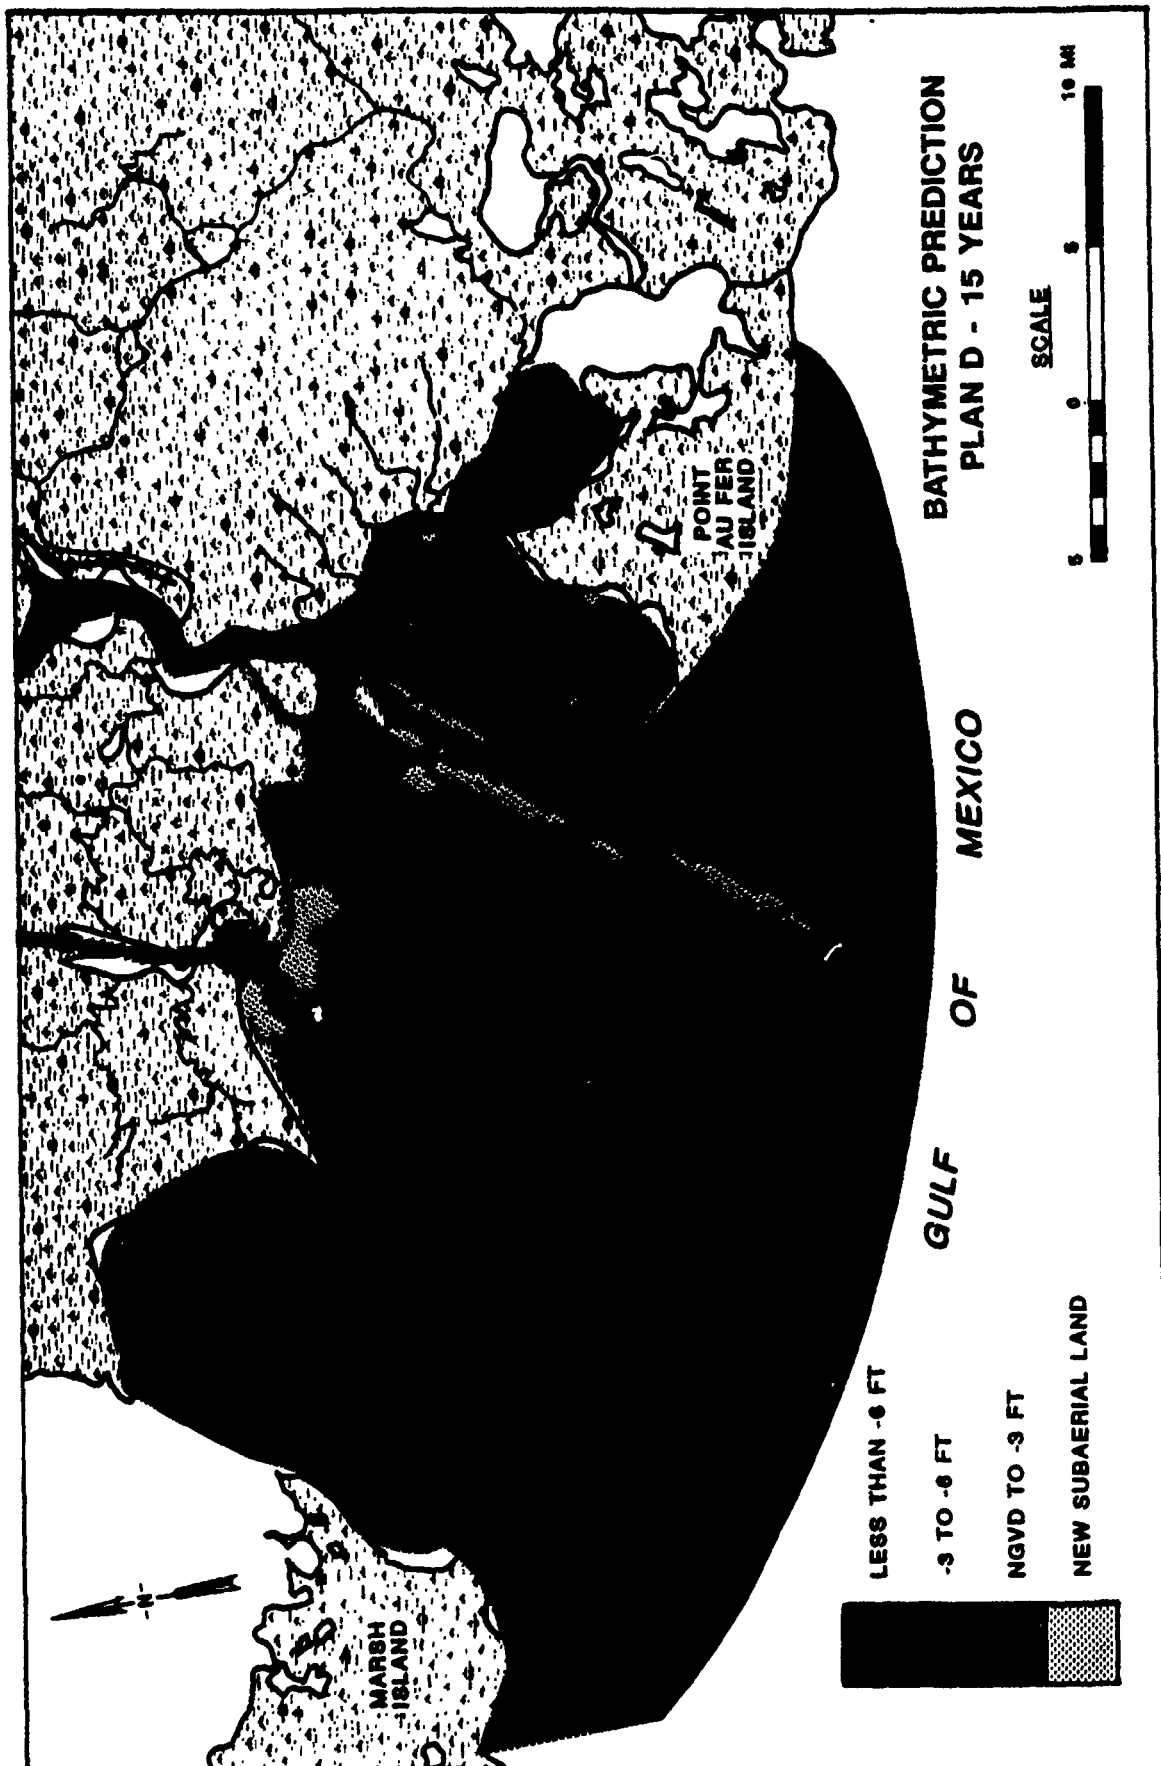 MARSH
ISLAND
POINT
AU FER
ISLAND
GULF OF MEXICO
N
LESS THAN -6 FT
-3 TO -6 FT
NGVD TO -3 FT
NEW SUBAERIAL LAND
BATHYMETRIC PREDICTION
PLAN D - 15 YEARS
SCALE
5 0 5 10 MI